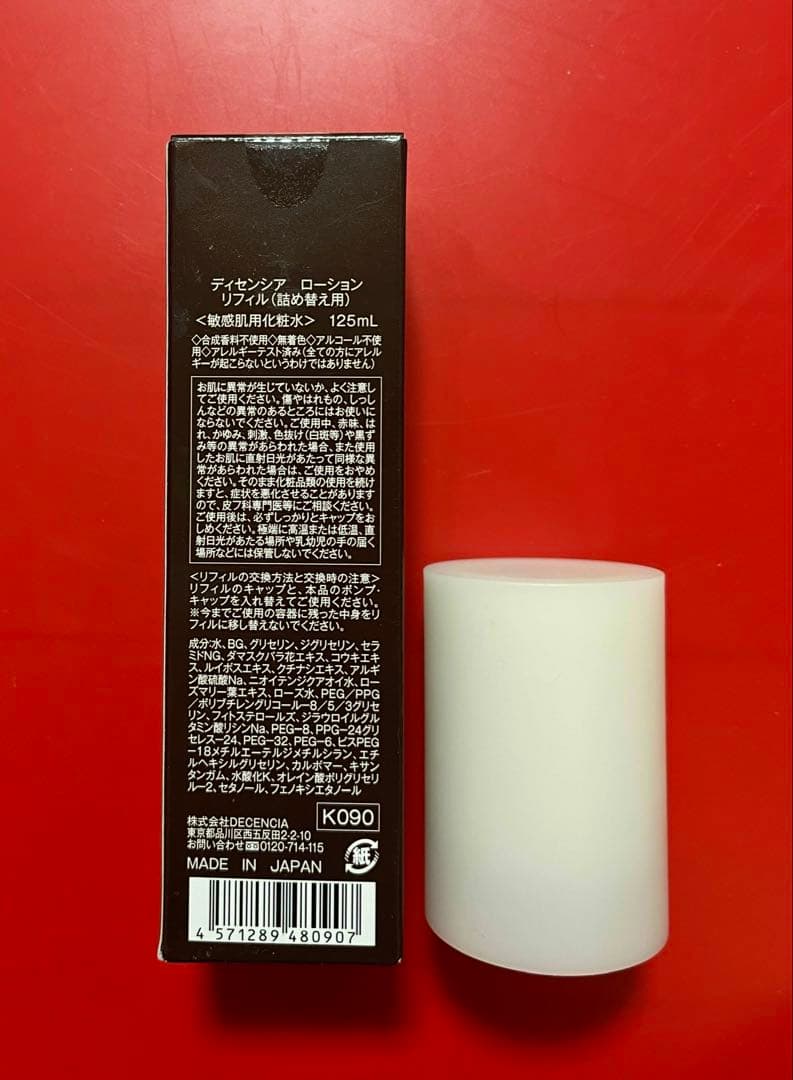 ディセンシア　ローション
リフィル(詰め替え用)
＜敏感肌用化粧水＞　125mL
◇合成香料不使用◇無着色◇アルコール不使
用◇アレルギーテスト済み(全ての方にアレル
ギーが起こらないというわけではありません)
お肌に異常が生じていないか、よく注意し
てご使用ください。傷やはれもの、しっし
んなどの異常のあるところにはお使いに
ならないでください。ご使用中、赤味、は
れ、かゆみ、刺激、色抜け(白斑等)や黒ず
み等の異常があらわれた場合、また使用
したお肌に直射日光があたって同様な異
常があらわれた場合は、ご使用をおやめ
ください。そのまま化粧品類の使用を続け
ますと、症状を悪化させることがあります
ので、皮フ科専門医等にご相談ください。
ご使用後は、必ずしっかりとキャップをお
しめください。極端に高温または低温、直
射日光があたる場所や乳幼児の手の届く
場所などには保管しないでください。
＜リフィルの交換方法と交換時の注意＞
リフィルのキャップと、本品のポンプ・
キャップを入れ替えてご使用ください。
※今までご使用の容器に残った中身をリ
フィルに移し替えないでください。
成分:水、BG、グリセリン、ジグリセリン、セラ
ミドNG、ダマスクバラ花エキス、コウキエキ
ス、ルイボスエキス、クチナシエキス、アルギ
ン酸硫酸Na、ニオイテンジクアオイ水、ロー
ズマリー葉エキス、ローズ水、PEG／PPG
／ポリブチレングリコール-8／5／3グリセ
リン、フィトステロールズ、ジラウロイルグル
タミン酸リシンNa、PEG-8、PPG-24グリ
セレス-24、PEG-32、PEG-6、ビスPEG
-18メチルエーテルジメチルシラン、エチ
ルヘキシルグリセリン、カルボマー、キサン
タンガム、水酸化K、オレイン酸ポリグリセリ
ル-2、セタノール、フェノキシエタノール
株式会社DECENCIA
K090
東京都品川区西五反田2-2-10
お問い合わせ 0120-714-115
紙
MADE IN JAPAN
4 571289 480907